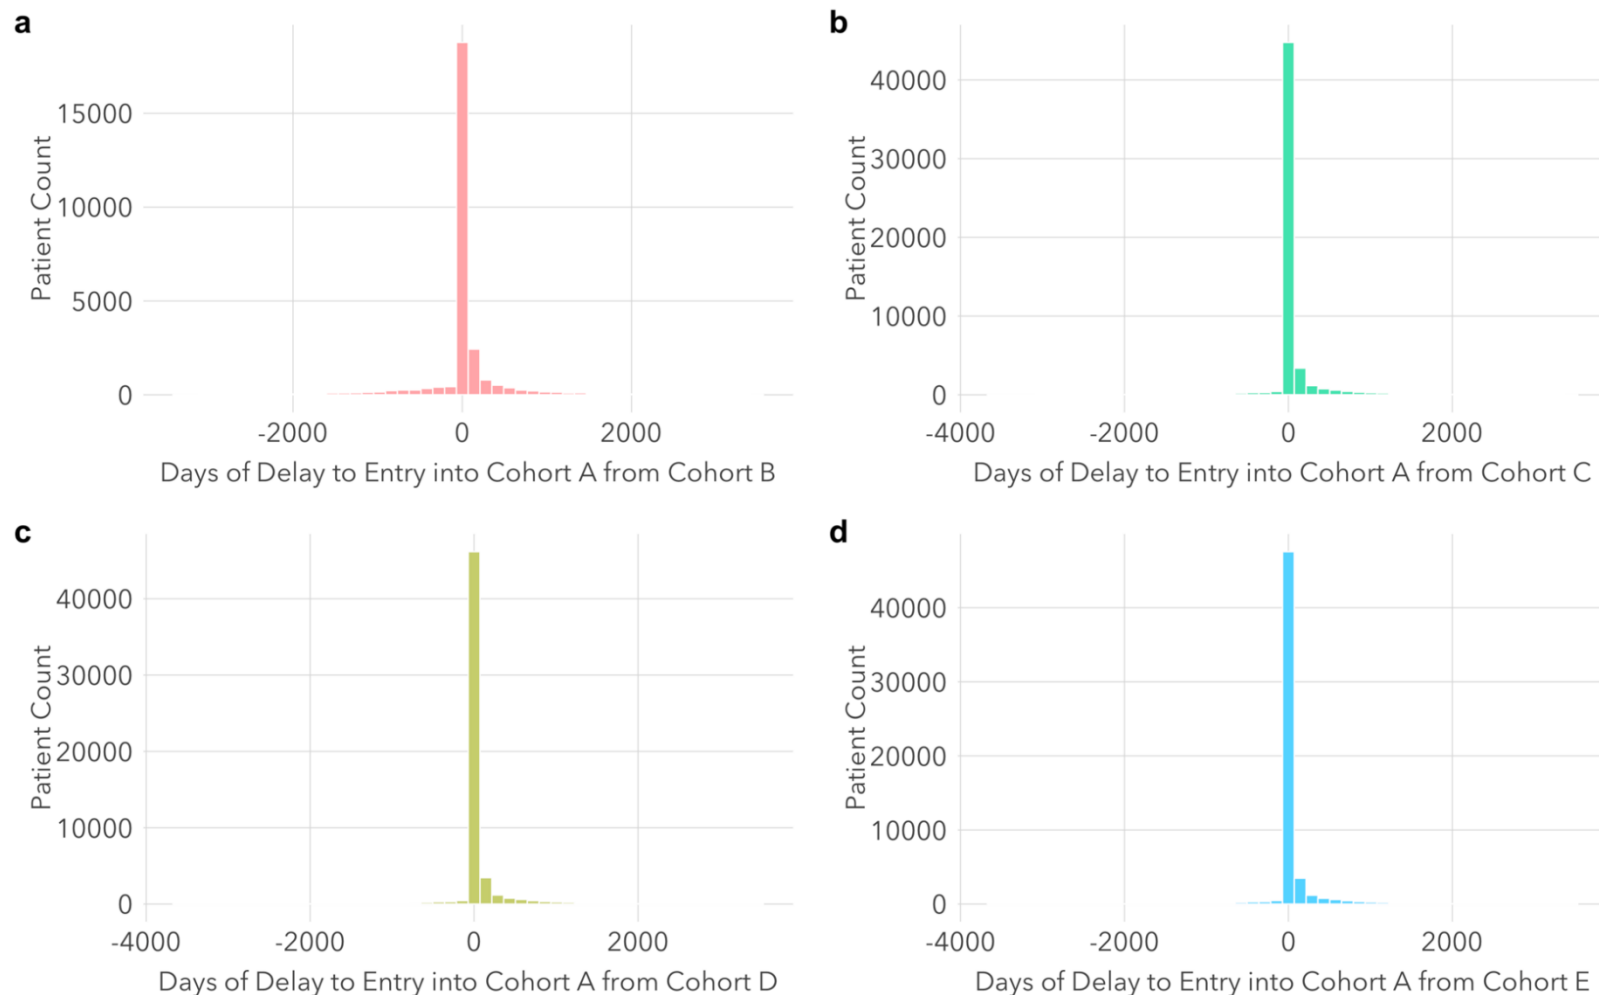 a
Patient Count
15000
10000
5000
0
-2000
0
2000
Days of Delay to Entry into Cohort A from Cohort B
b
Patient Count
40000
30000
20000
10000
0
-4000
-2000
0
2000
Days of Delay to Entry into Cohort A from Cohort C
c
Patient Count
40000
30000
20000
10000
0
-4000
-2000
0
2000
Days of Delay to Entry into Cohort A from Cohort D
d
Patient Count
40000
30000
20000
10000
0
-4000
-2000
0
2000
Days of Delay to Entry into Cohort A from Cohort E